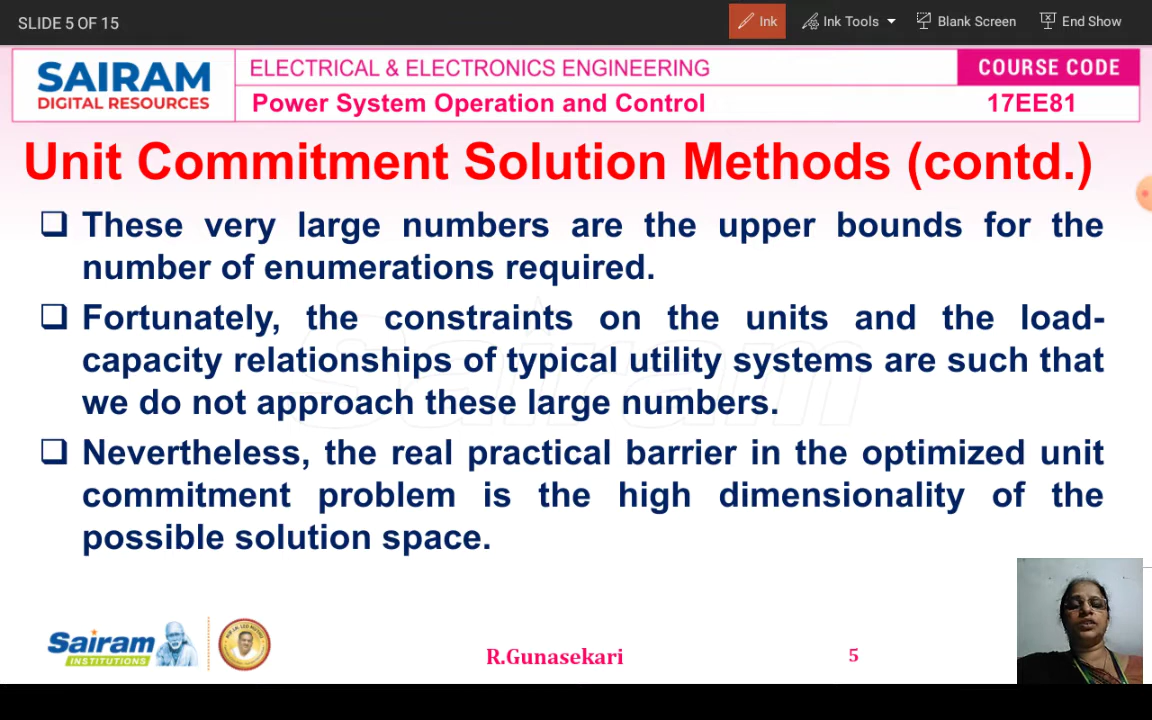 SLIDE 5 OF 15
Ink
Ink Tools
Blank Screen
End Show
SAIRAM
DIGITAL RESOURCES
ELECTRICAL & ELECTRONICS ENGINEERING
COURSE CODE
Power System Operation and Control
17EE81
Unit Commitment Solution Methods (contd.)
❑ These very large numbers are the upper bounds for the
number of enumerations required.
❑ Fortunately, the constraints on the units and the load-
capacity relationships of typical utility systems are such that
we do not approach these large numbers.
❑ Nevertheless, the real practical barrier in the optimized unit
commitment problem is the high dimensionality of the
possible solution space.
Sairam
Sairam
INSTITUTIONS
R.Gunasekari
5